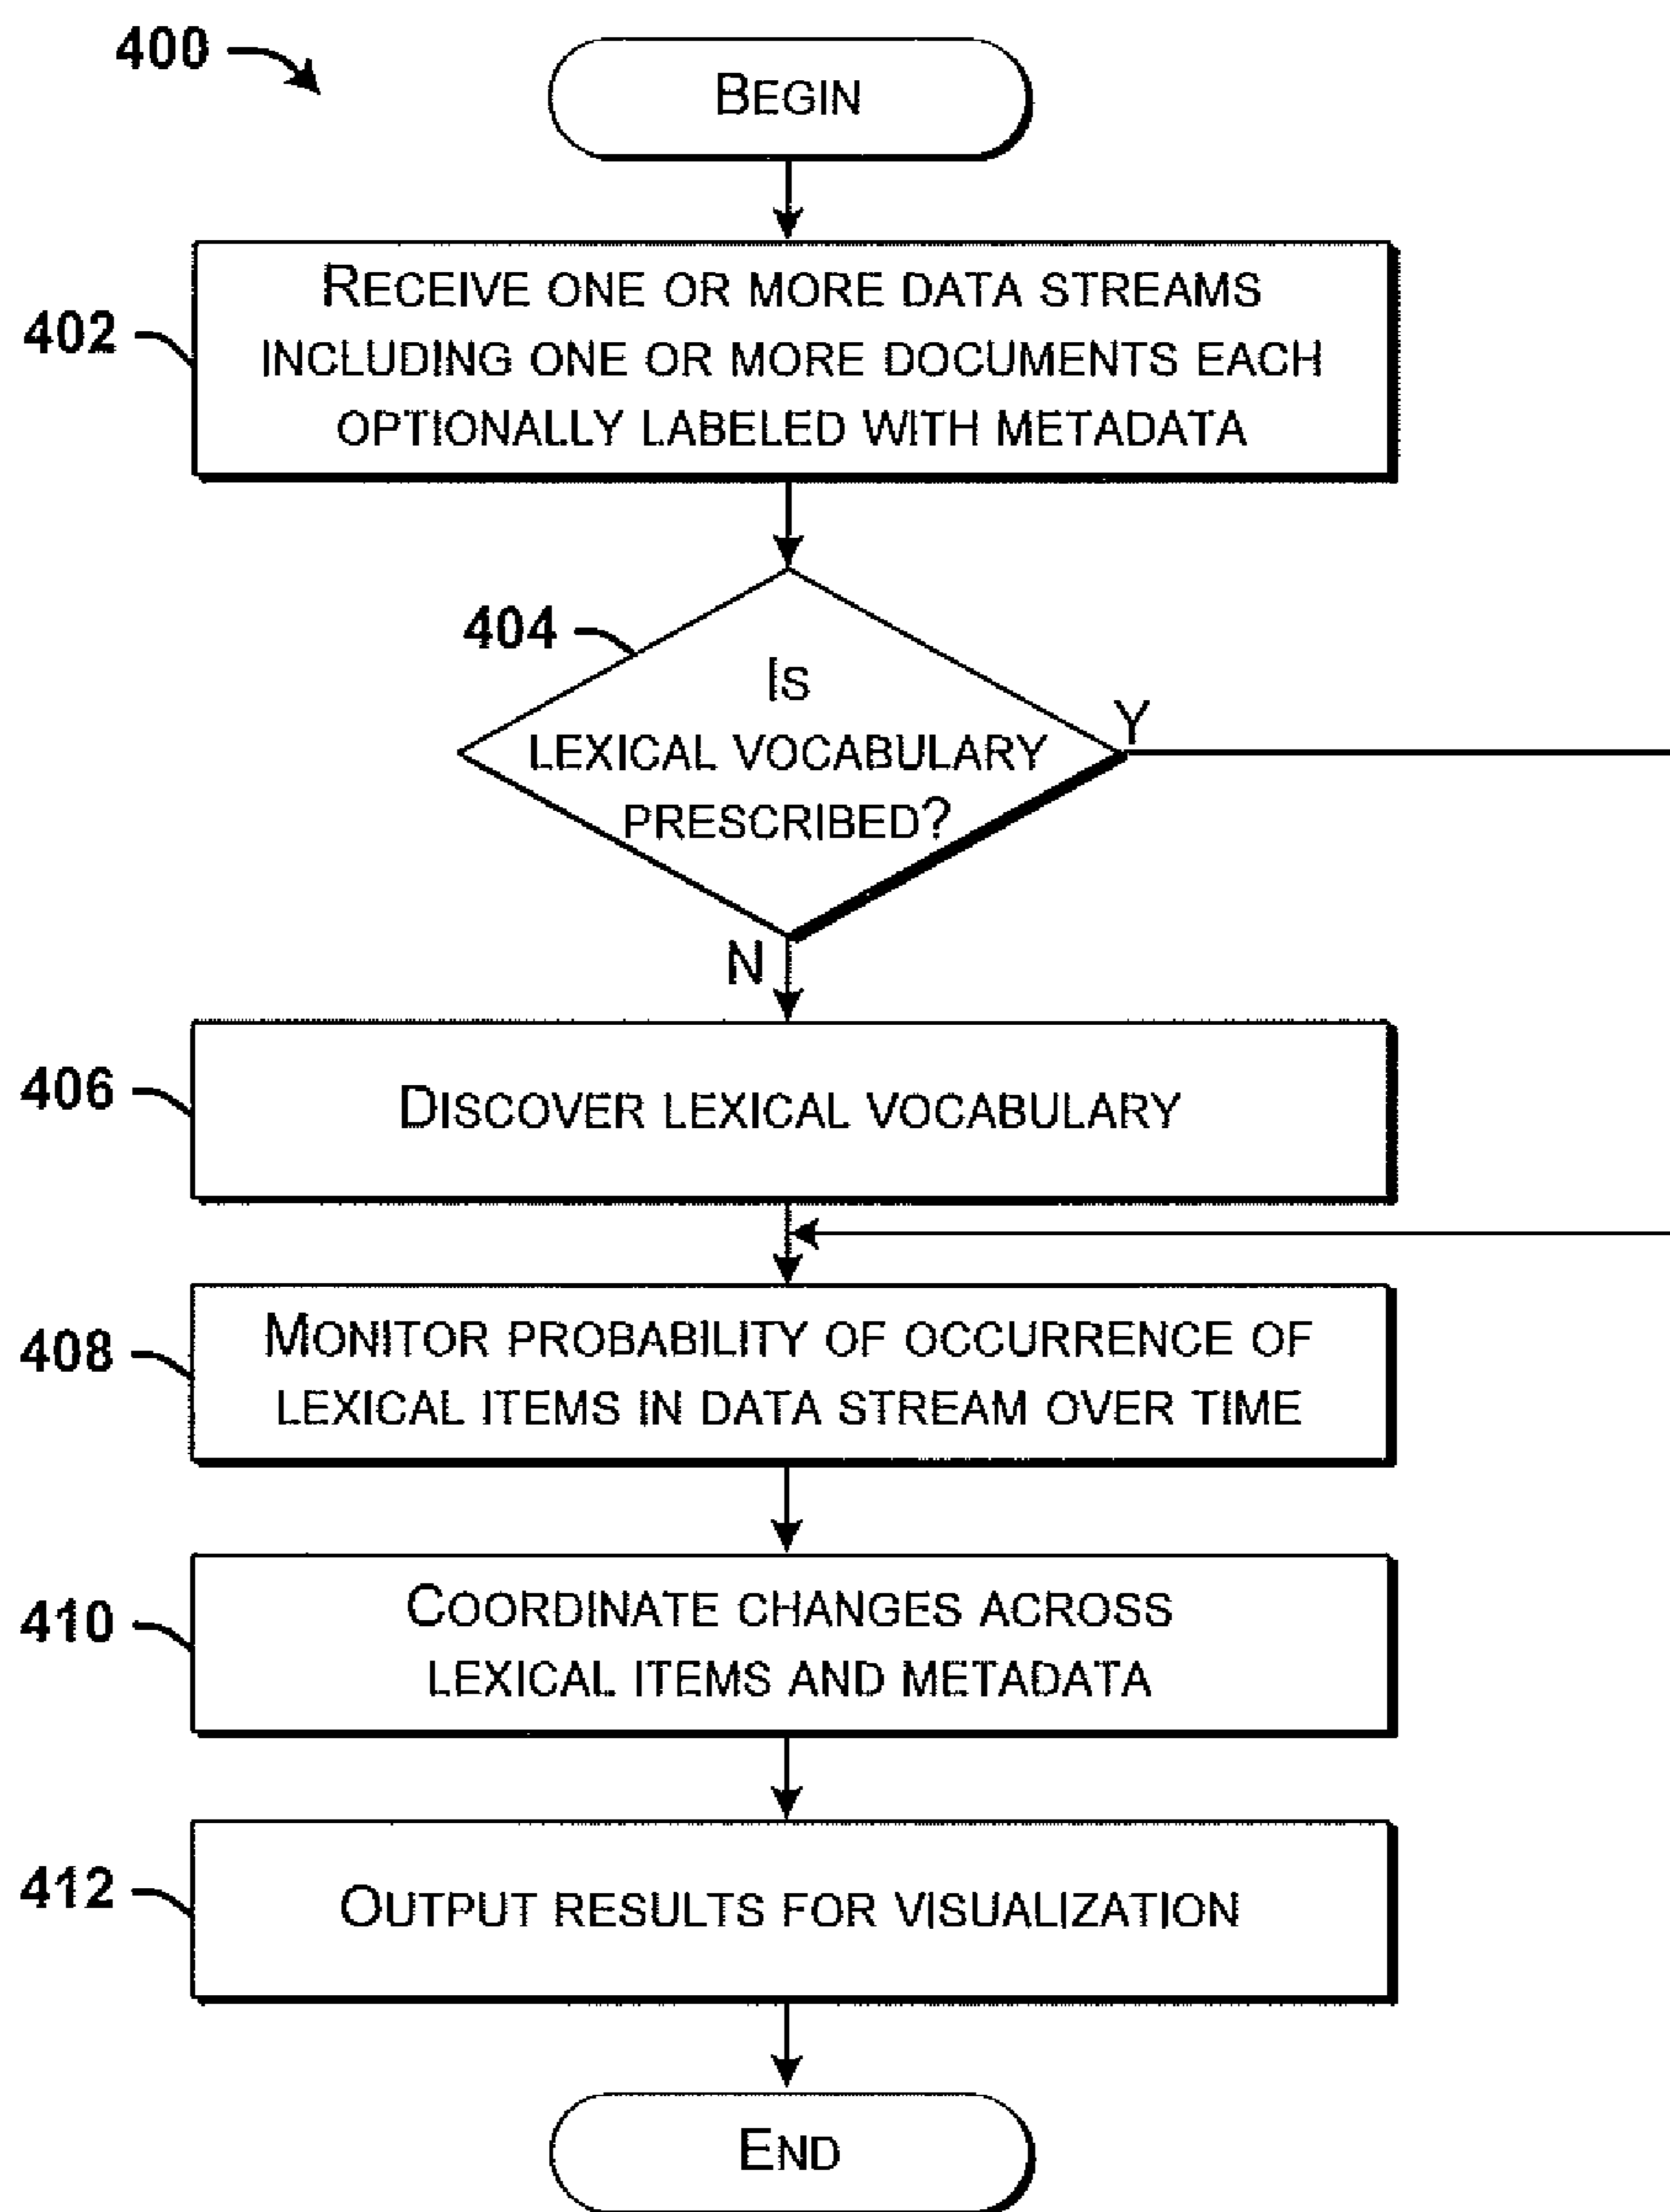 400
BEGIN
RECEIVE ONE OR MORE DATA STREAMS
402
INCLUDING ONE OR MORE DOCUMENTS EACH
OPTIONALLY LABELED WITH METADATA
404
IS
LEXICAL VOCABULARY
PRESCRIBED?
Y
N
406
DISCOVER LEXICAL VOCABULARY
408
MONITOR PROBABILITY OF OCCURRENCE OF
LEXICAL ITEMS IN DATA STREAM OVER TIME
410
COORDINATE CHANGES ACROSS
LEXICAL ITEMS AND METADATA
412
OUTPUT RESULTS FOR VISUALIZATION
END